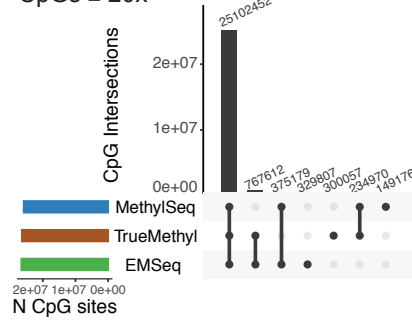 CpGs ≥ 20x
25102452
767612
375179
329807
300057
234970
149176
CpG Intersections
2e+07
1e+07
0e+00
MethylSeq
TrueMethyl
EMSeq
2e+07 1e+07 0e+00
N CpG sites